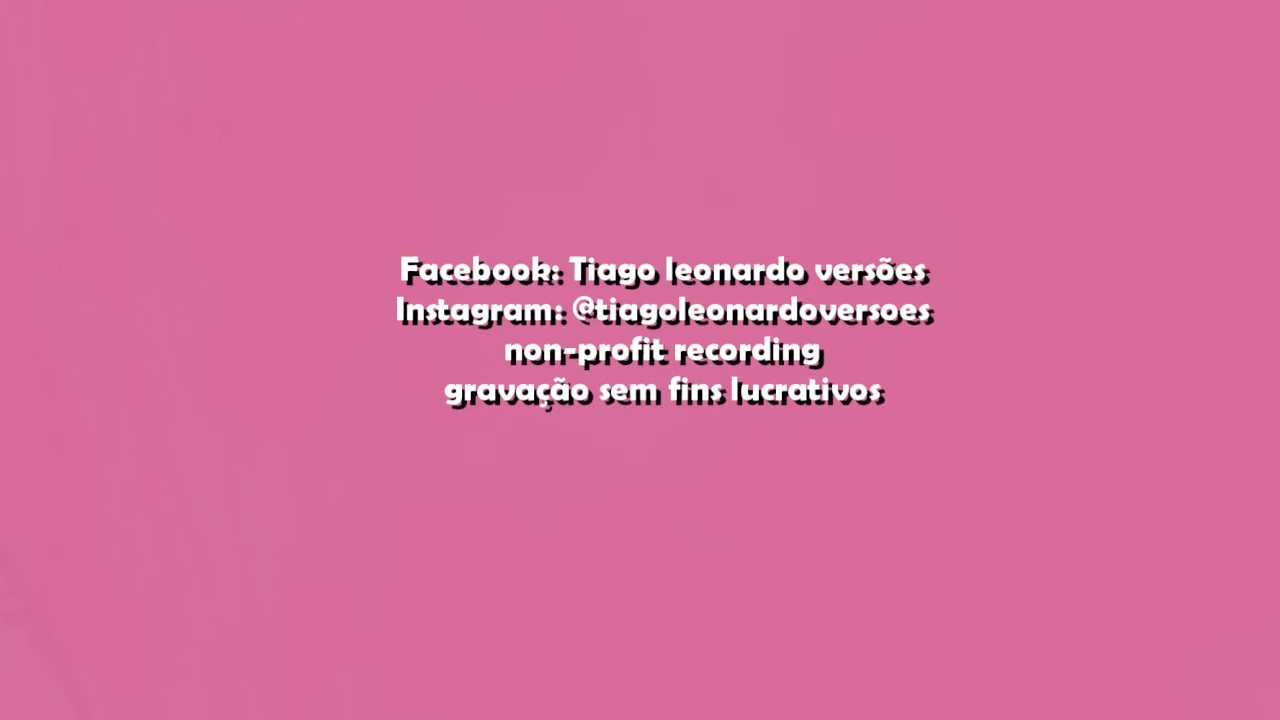 Facebook: Tiago leonardo versões
Instagram: @tiagoleonardoversoes
non-profit recording
gravação sem fins lucrativos